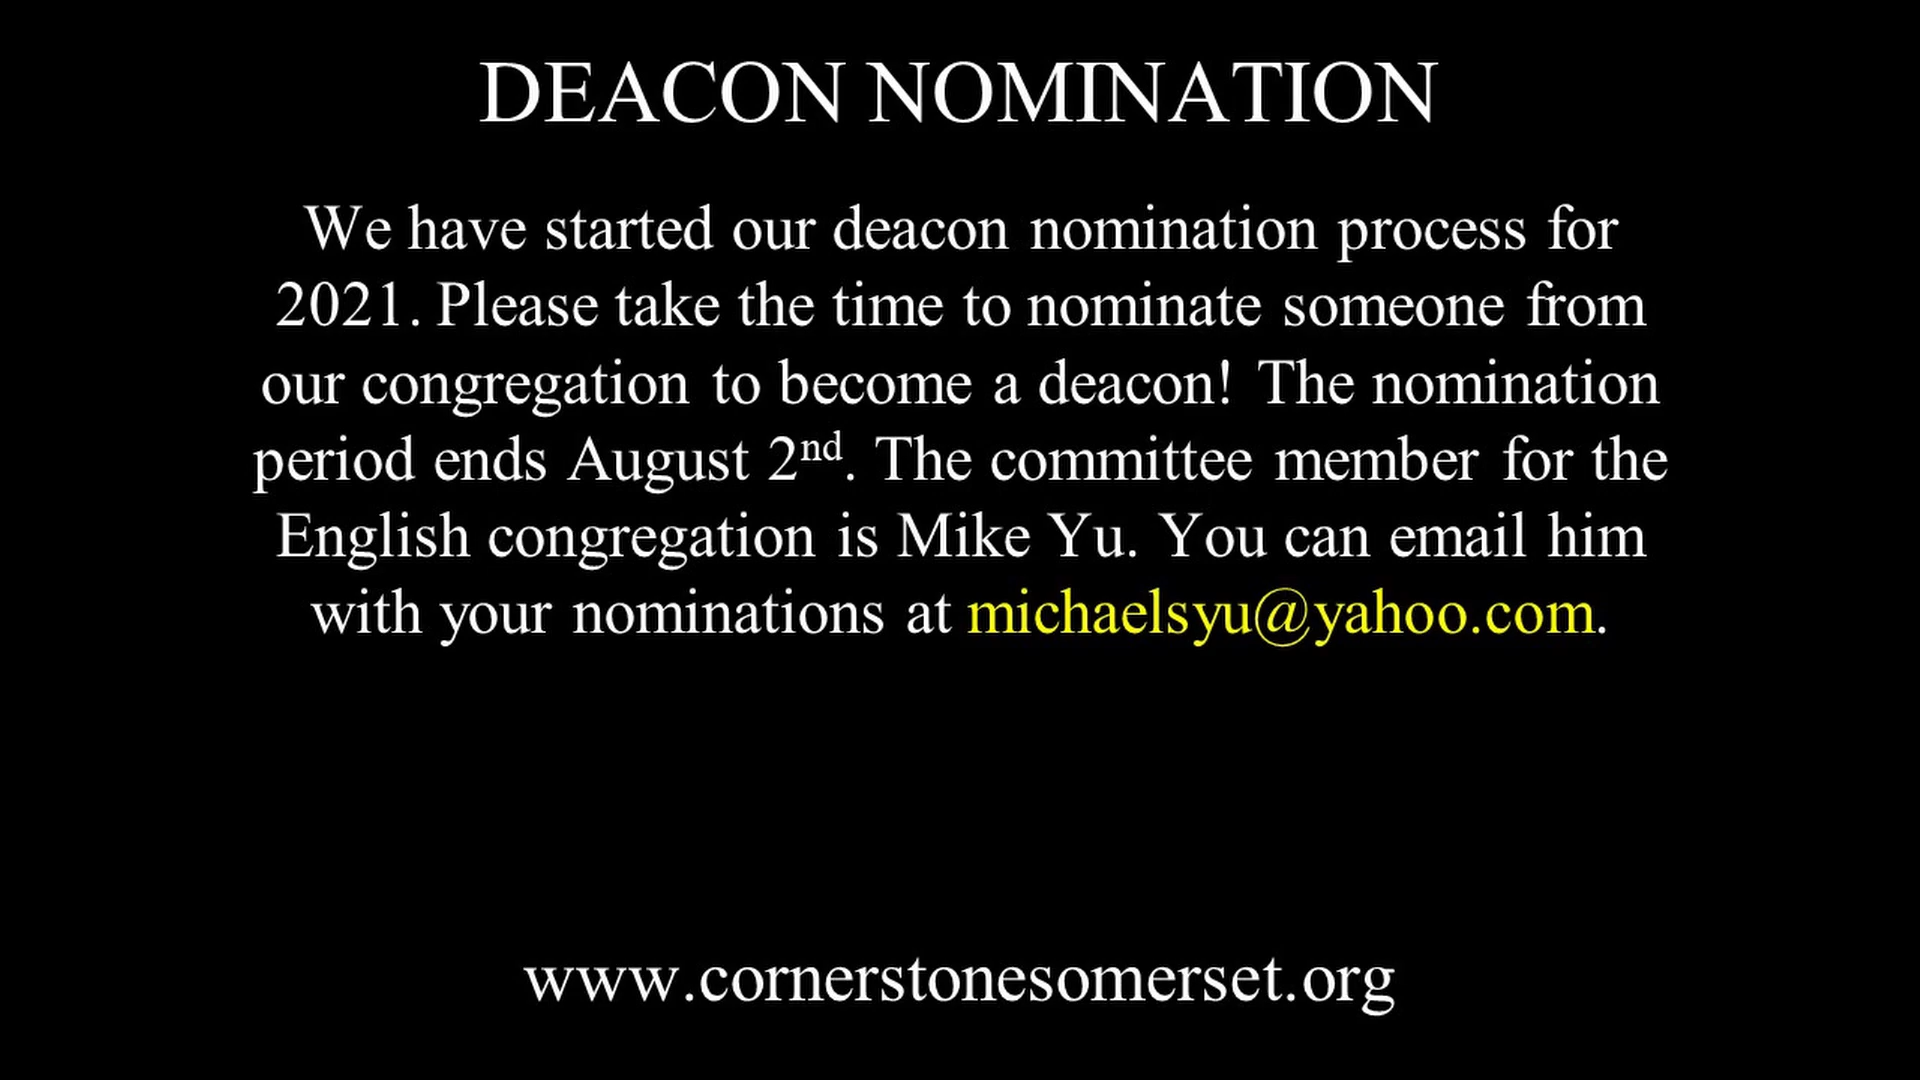 DEACON NOMINATION
We have started our deacon nomination process for
2021. Please take the time to nominate someone from
our congregation to become a deacon! The nomination
period ends August 2nd. The committee member for the
English congregation is Mike Yu. You can email him
with your nominations at michaelsyu@yahoo.com.
www.cornerstonesomerset.org